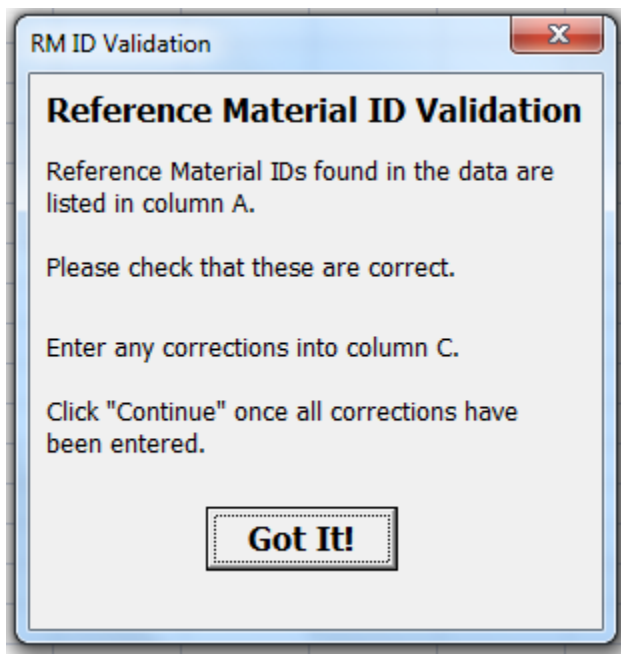 RM ID Validation
Reference Material ID Validation
Reference Material IDs found in the data are
listed in column A.
Please check that these are correct.
Enter any corrections into column C.
Click "Continue" once all corrections have
been entered.
Got It!